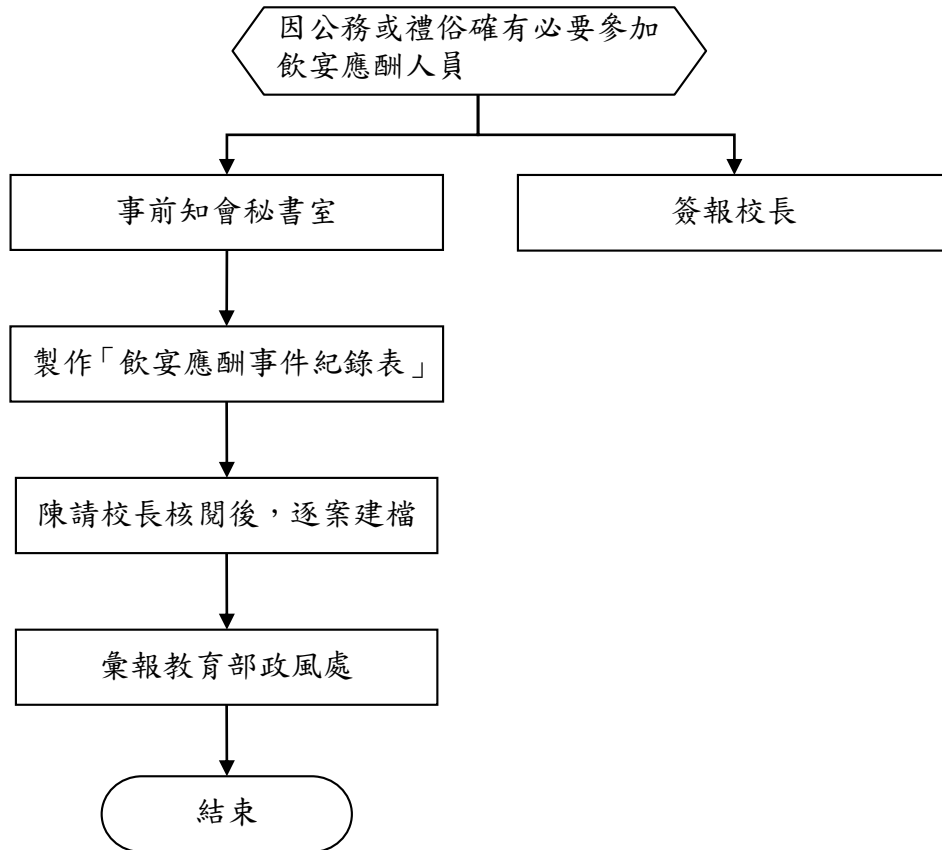 因公務或禮俗確有必要參加
飲宴應酬人員
事前知會秘書室
簽報校長
製作「飲宴應酬事件紀錄表」
陳請校長核閱後，逐案建檔
彙報教育部政風處
結束